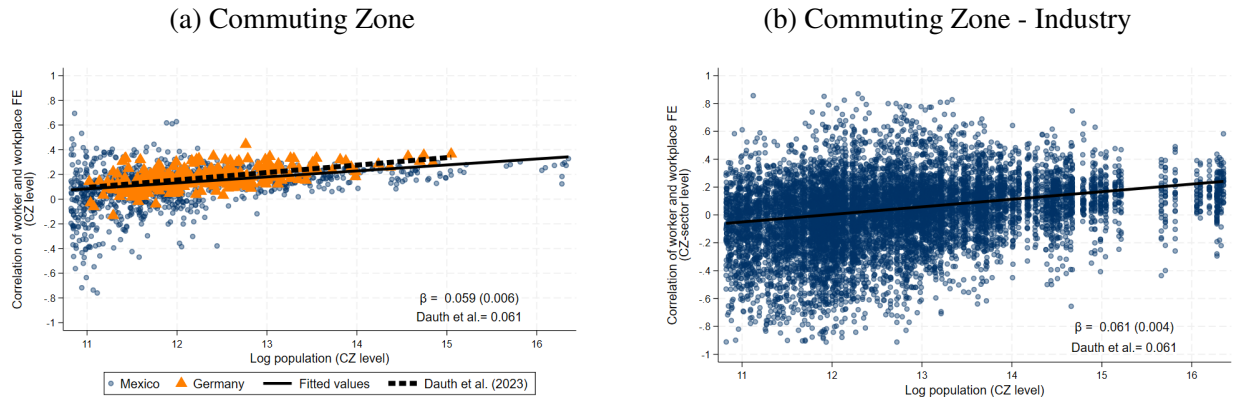 (a) Commuting Zone
Correlation of worker and workplace FE
(CZ level)
1
.8
.6
.4
.2
0
-.2
-.4
-.6
-.8
-1
11
12
13
14
15
16
Log population (CZ level)
β = 0.059 (0.006)
Dauth et al.= 0.061
Mexico
Germany
Fitted values
Dauth et al. (2023)
(b) Commuting Zone - Industry
Correlation of worker and workplace FE
(CZ-sector level)
1
.8
.6
.4
.2
0
-.2
-.4
-.6
-.8
-1
11
12
13
14
15
16
Log population (CZ level)
β = 0.061 (0.004)
Dauth et al.= 0.061